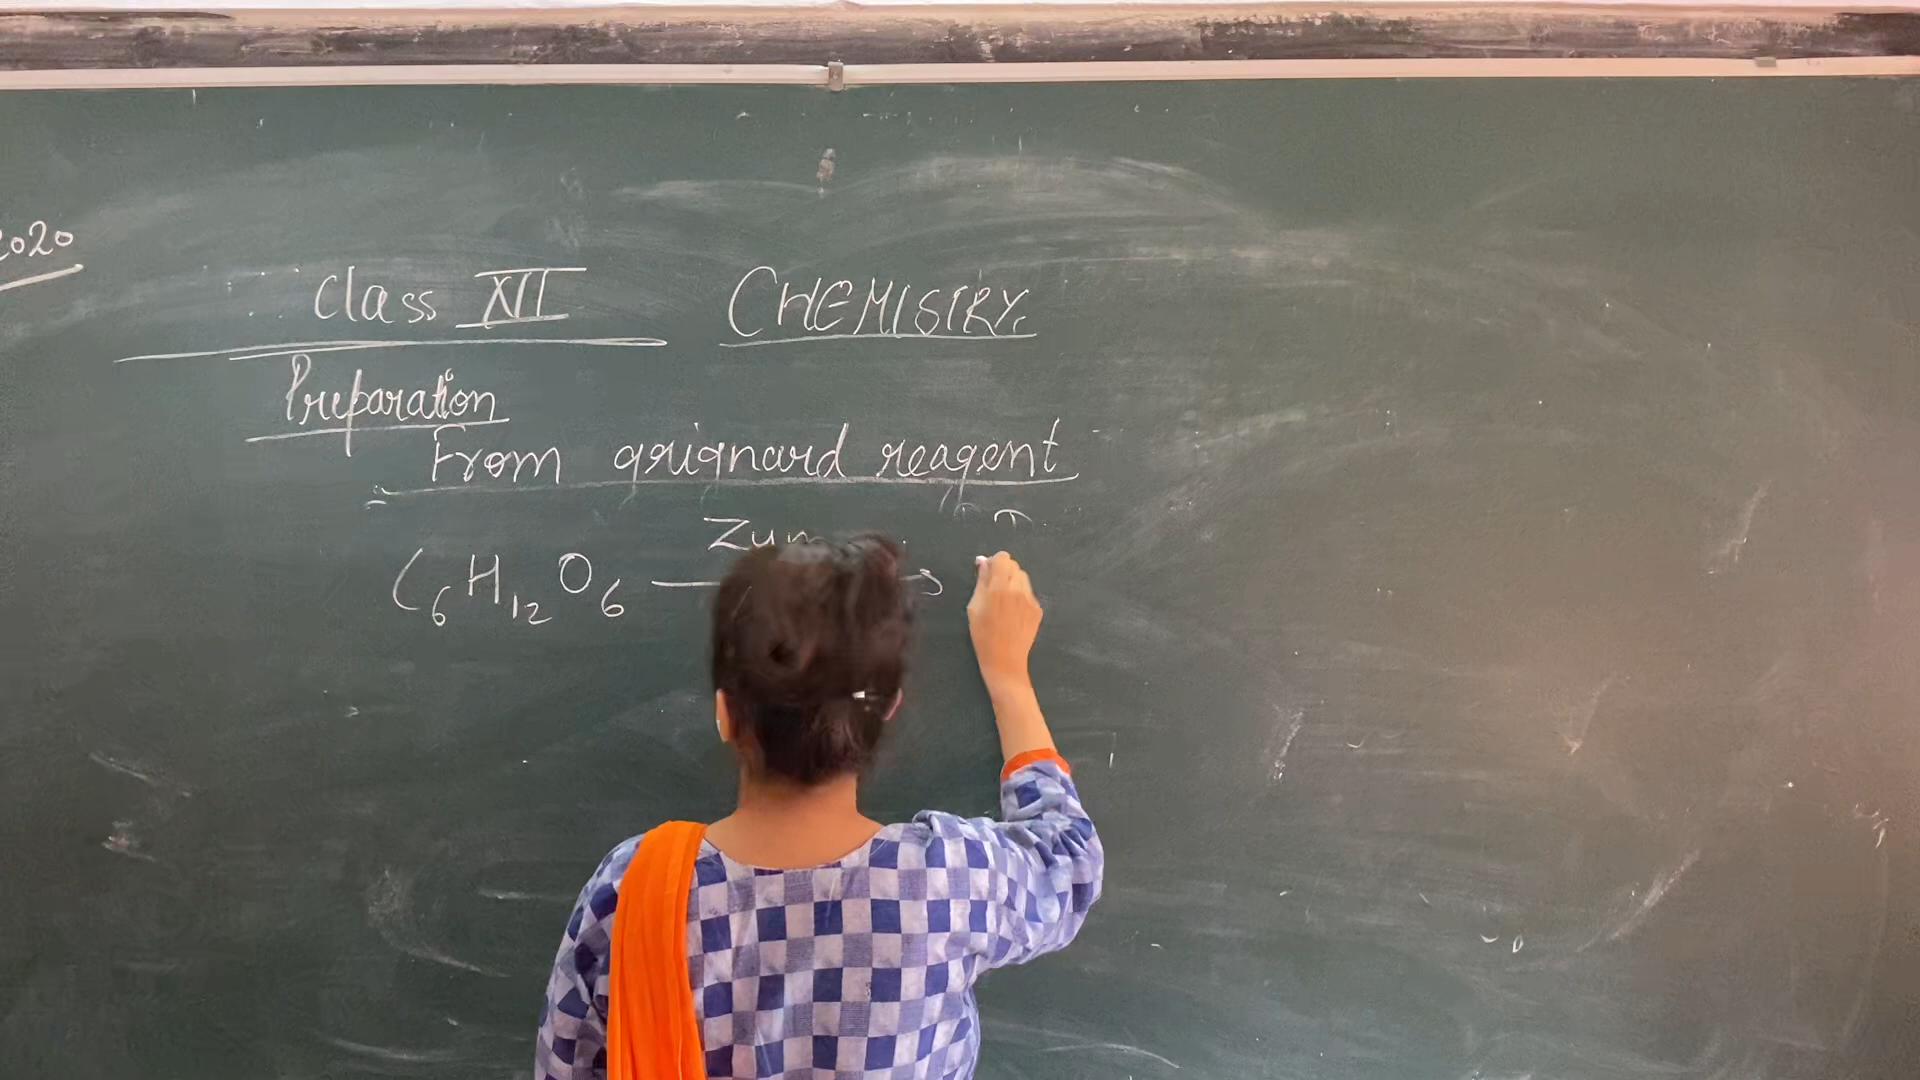 2020
Class XII CHEMISTRY.
Preparation
From grignard reagent
C6H12O6